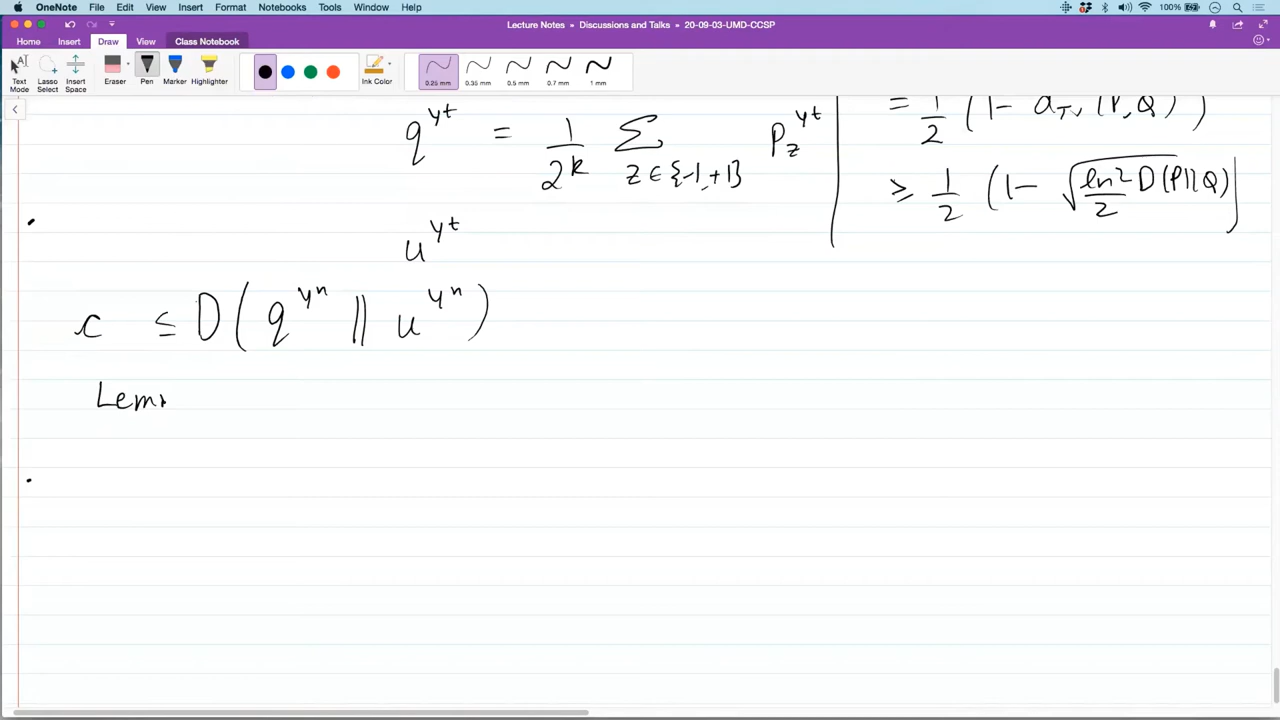 OneNote File Edit View Insert Format Notebooks Tools Window Help 100%
Lecture Notes › Discussions and Talks › 20-09-03-UMD-CCSP
Home Insert Draw View Class Notebook
Text Mode Lasso Select Insert Space Eraser Pen Marker Highlighter Ink Color 0.25 mm 0.35 mm 0.5 mm 0.7 mm 1 mm
q^{y^t} = 1/2^k ∑_{z ∈ {-1,+1}} p_z^{y^t}
= 1/2 (1 - d_{TV}(P,Q))
≥ 1/2 (1 - √(ln2/2 D(P||Q)))
u^{y^t}
c ≤ D(q^{y^n} || u^{y^n})
Lem